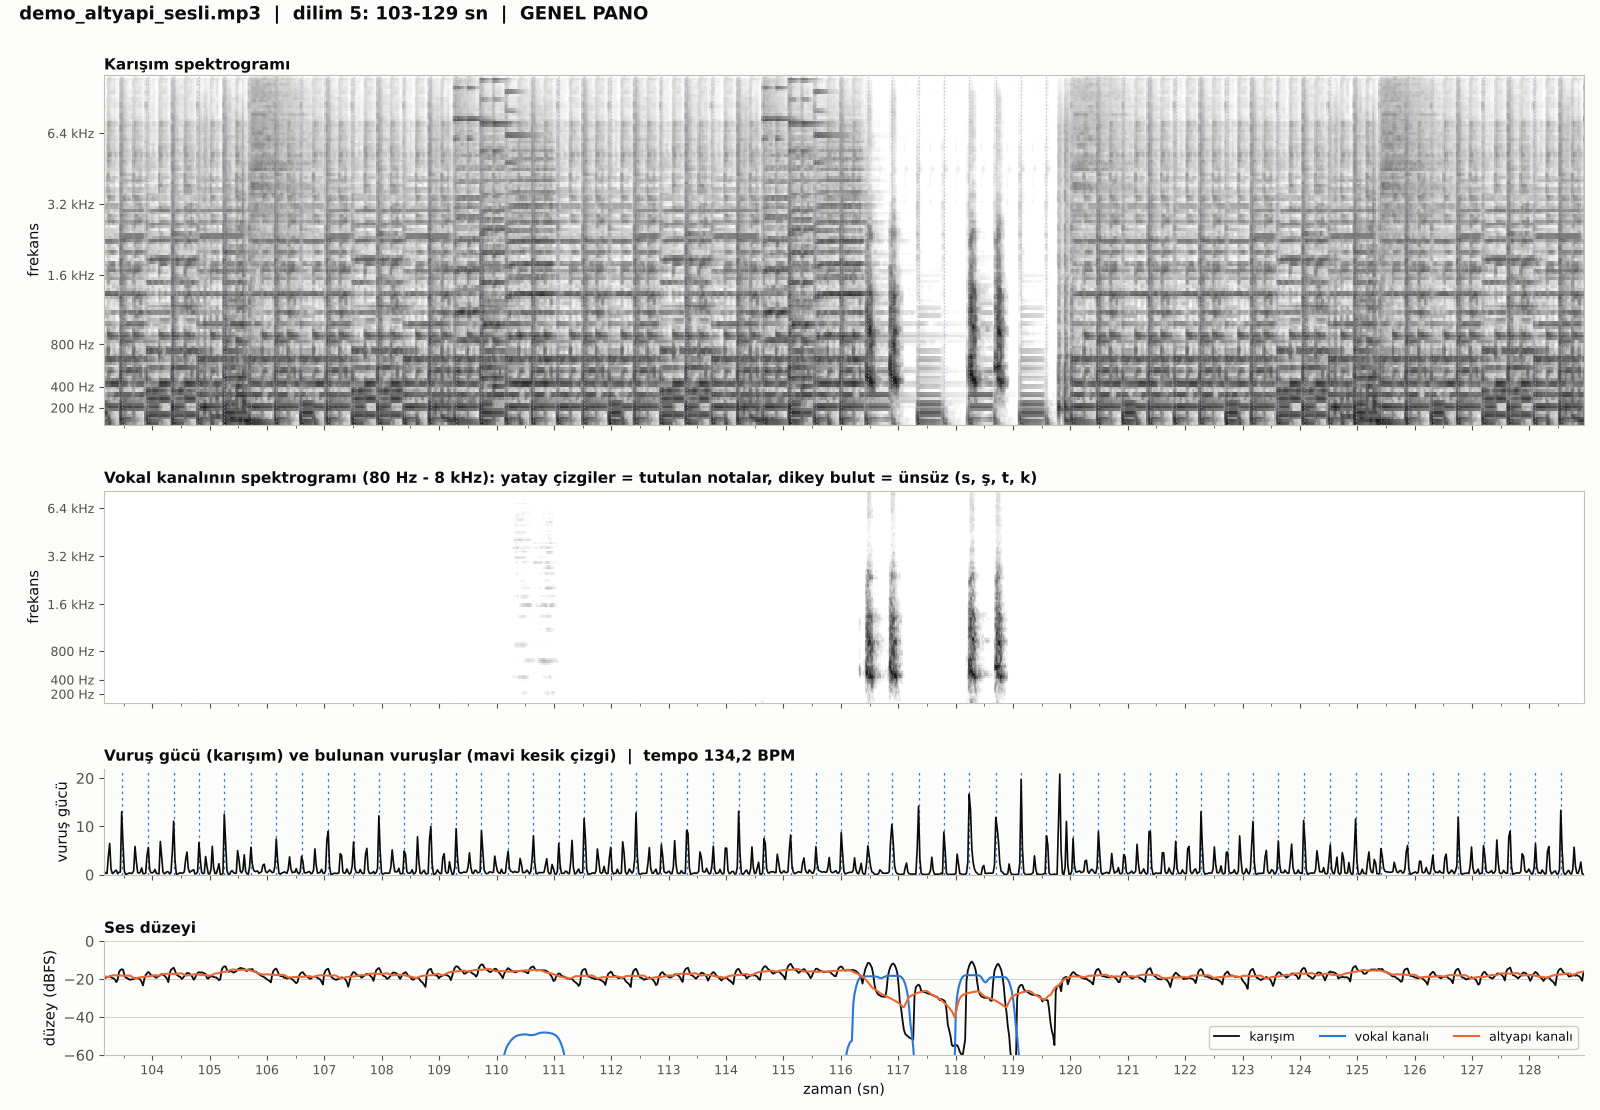 demo_altyapi_sesli.mp3 | dilim 5: 103-129 sn | GENEL PANO
Karışım spektrogramı
frekans
6.4 kHz
3.2 kHz
1.6 kHz
800 Hz
400 Hz
200 Hz
Vokal kanalının spektrogramı (80 Hz - 8 kHz): yatay çizgiler = tutulan notalar, dikey bulut = ünsüz (s, ş, t, k)
frekans
6.4 kHz
3.2 kHz
1.6 kHz
800 Hz
400 Hz
200 Hz
Vuruş gücü (karışım) ve bulunan vuruşlar (mavi kesik çizgi) | tempo 134,2 BPM
vuruş gücü
20
10
0
Ses düzeyi
düzey (dBFS)
0
−20
−40
−60
karışım vokal kanalı altyapı kanalı
104 105 106 107 108 109 110 111 112 113 114 115 116 117 118 119 120 121 122 123 124 125 126 127 128
zaman (sn)